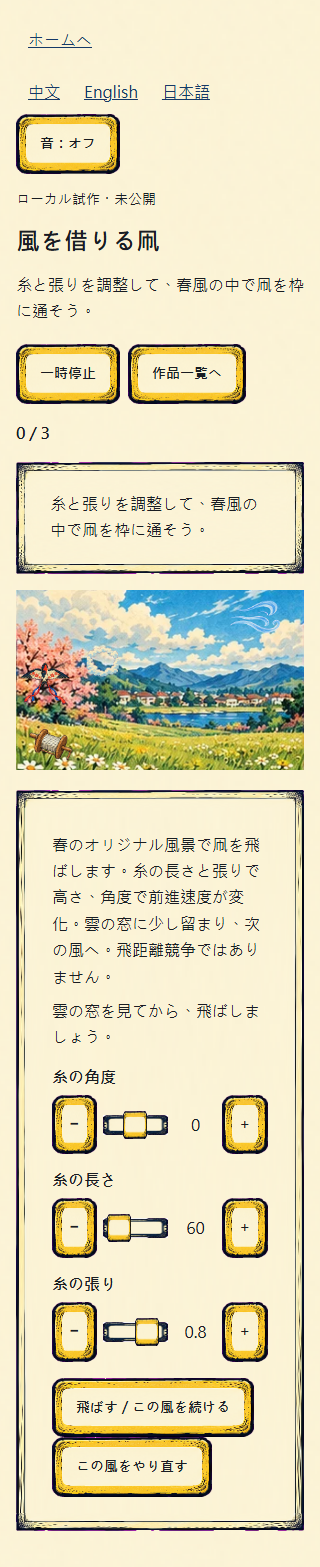 ホームへ
中文 English 日本語
音：オフ
ローカル試作・未公開
風を借りる凧
糸と張りを調整して、春風の中で凧を枠
に通そう。
一時停止 作品一覧へ
0 / 3
糸と張りを調整して、春風の
中で凧を枠に通そう。
春のオリジナル風景で凧を飛
ばします。糸の長さと張りで
高さ、角度で前進速度が変
化。雲の窓に少し留まり、次
の風へ。飛距離競争ではあり
ません。
雲の窓を見てから、飛ばしま
しょう。
糸の角度
− 0 +
糸の長さ
− 60 +
糸の張り
− 0.8 +
飛ばす / この風を続ける
この風をやり直す